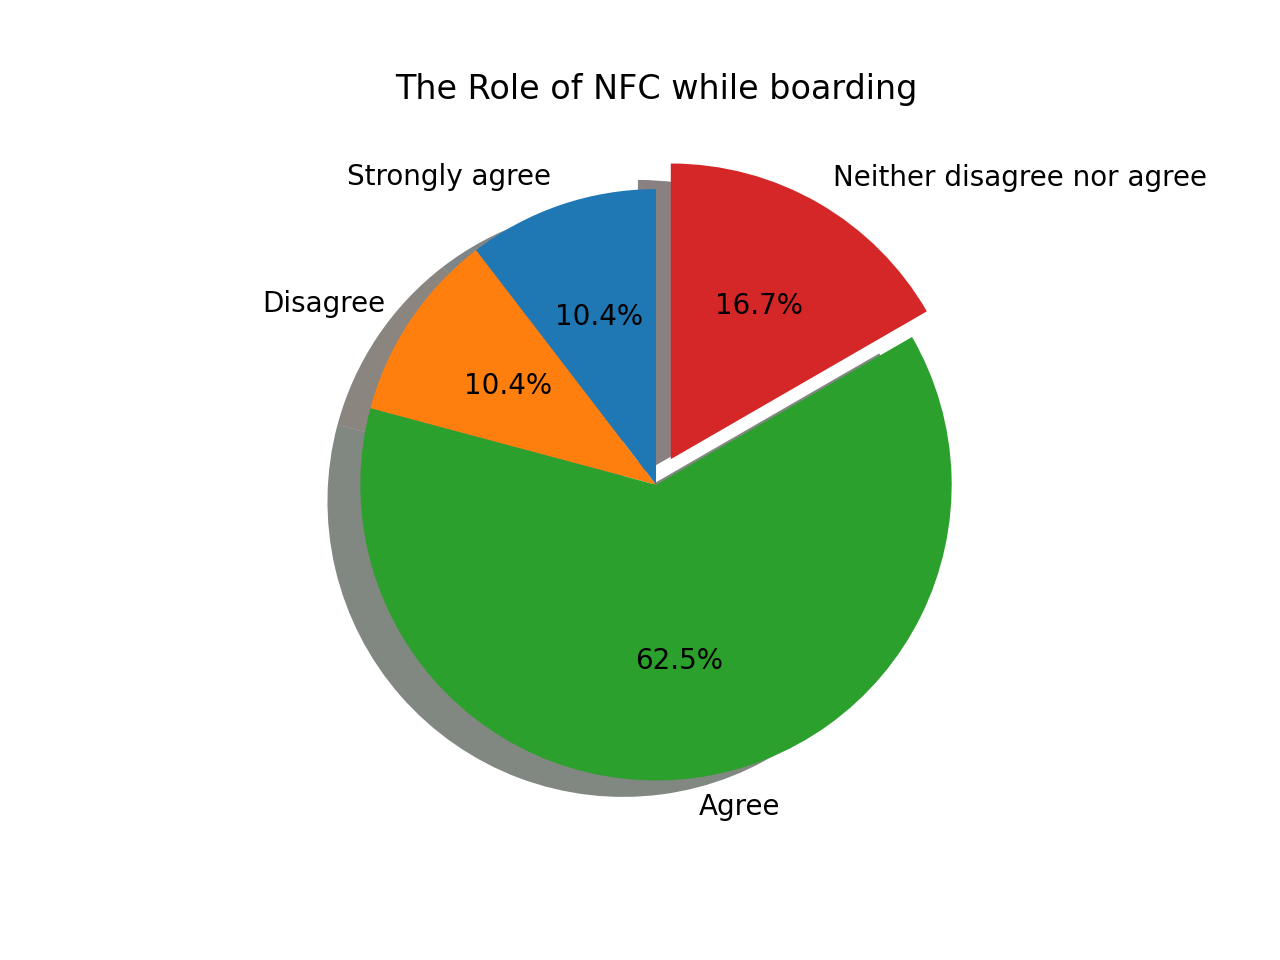 The Role of NFC while boarding
Strongly agree
Neither disagree nor agree
Disagree
16.7%
10.4%
10.4%
62.5%
Agree